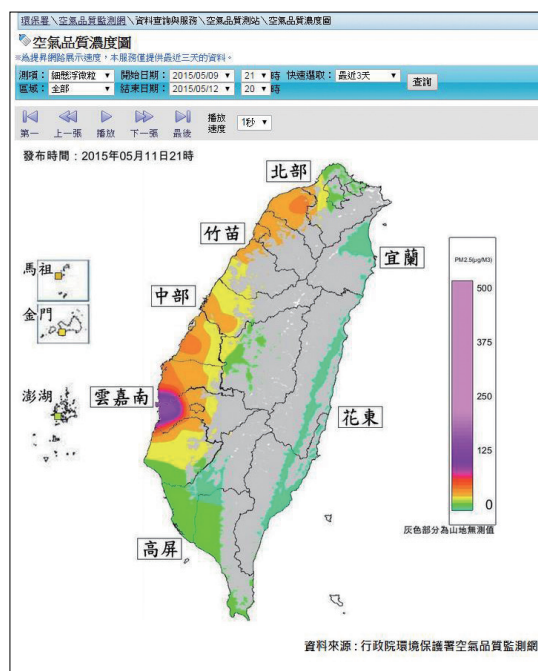 環保署\空氣品質監測網\資料查詢與服務\空氣品質測站\空氣品質濃度圖
空氣品質濃度圖
※為提昇網路展示速度，本服務僅提供最近三天的資料。
測項： 細懸浮微粒 ▼ 開始日期： 2015/05/09 ▼ 21 ▼ 時 快速選取： 最近3天 ▼ 查詢
區域： 全部 ▼ 結束日期： 2015/05/12 ▼ 20 ▼ 時
第一 上一張 播放 下一張 最後 播放速度 1秒 ▼
發布時間：2015年05月11日21時
北部
竹苗
宜蘭
馬祖
中部
金門
雲嘉南
澎湖
花東
高屏
PM2.5(μg/M3)
500
375
250
125
0
灰色部分為山地無測值
資料來源：行政院環境保護署空氣品質監測網